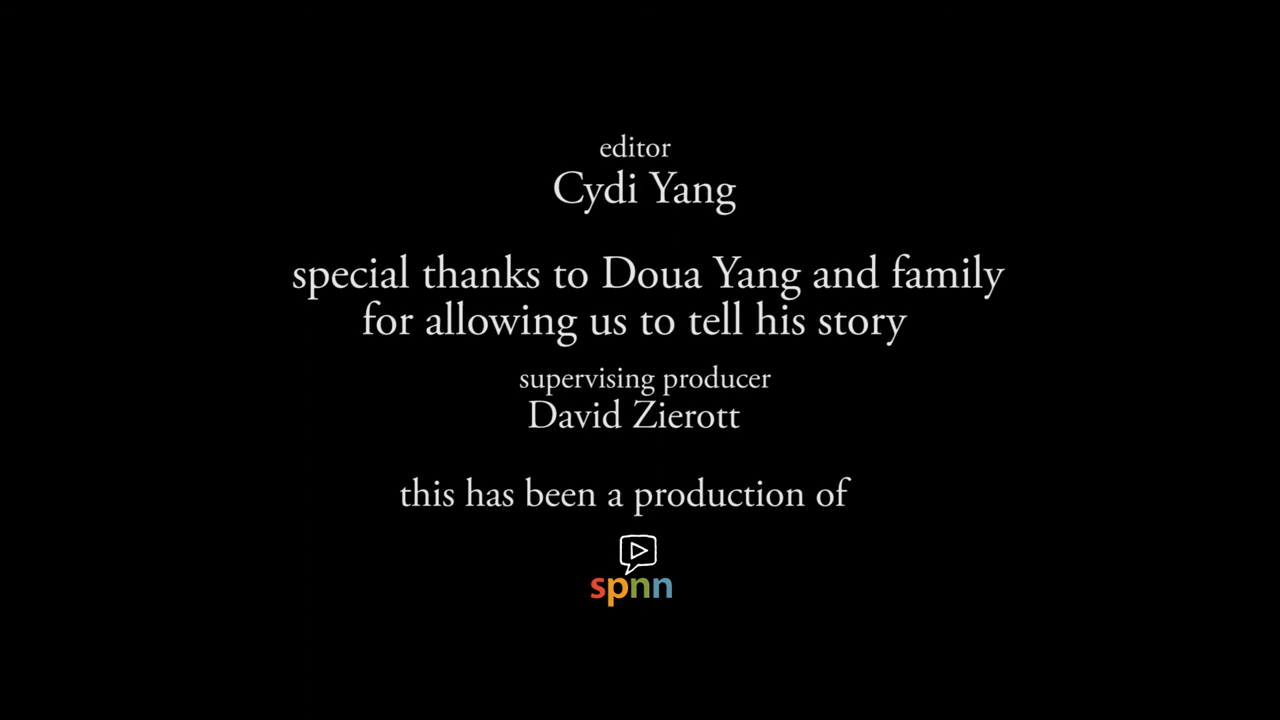 editor
Cydi Yang
special thanks to Doua Yang and family
for allowing us to tell his story
supervising producer
David Zierott
this has been a production of
spnn